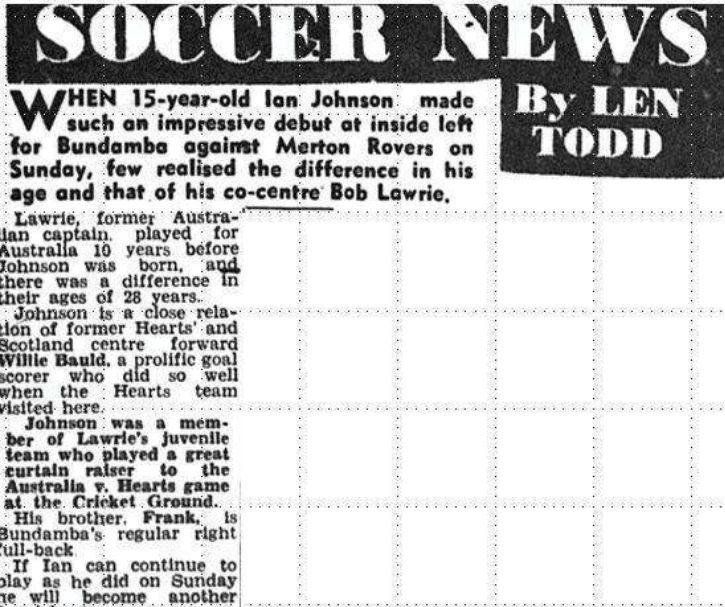 SOCCER NEWS
By LEN
TODD
WHEN 15-year-old Ian Johnson made
such an impressive debut at inside left
for Bundamba against Merton Rovers on
Sunday, few realised the difference in his
age and that of his co-centre Bob Lawrie.
Lawrie, former Austra-
lian captain, played for
Australia 10 years before
Johnson was born, and
there was a difference in
their ages of 28 years.
Johnson is a close rela-
tion of former Hearts' and
Scotland centre forward
Willie Bauld, a prolific goal
scorer who did so well
when the Hearts team
visited here.
Johnson was a mem-
ber of Lawrie's juvenile
team who played a great
curtain raiser to the
Australia v. Hearts game
at the Cricket Ground.
His brother, Frank, is
Bundamba's regular right
full-back
If Ian can continue to
play as he did on Sunday
he will become another